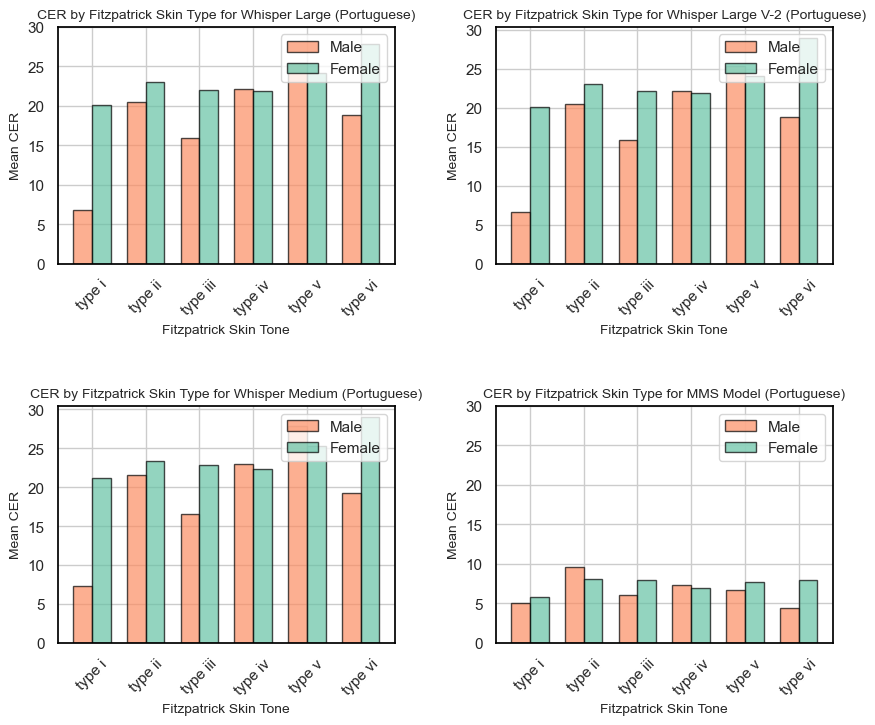 CER by Fitzpatrick Skin Type for Whisper Large (Portuguese)
30
25
20
15
10
5
0
Mean CER
Male
Female
type i
type ii
type iii
type iv
type v
type vi
Fitzpatrick Skin Tone
CER by Fitzpatrick Skin Type for Whisper Large V-2 (Portuguese)
30
25
20
15
10
5
0
Mean CER
Male
Female
type i
type ii
type iii
type iv
type v
type vi
Fitzpatrick Skin Tone
CER by Fitzpatrick Skin Type for Whisper Medium (Portuguese)
30
25
20
15
10
5
0
Mean CER
Male
Female
type i
type ii
type iii
type iv
type v
type vi
Fitzpatrick Skin Tone
CER by Fitzpatrick Skin Type for MMS Model (Portuguese)
30
25
20
15
10
5
0
Mean CER
Male
Female
type i
type ii
type iii
type iv
type v
type vi
Fitzpatrick Skin Tone